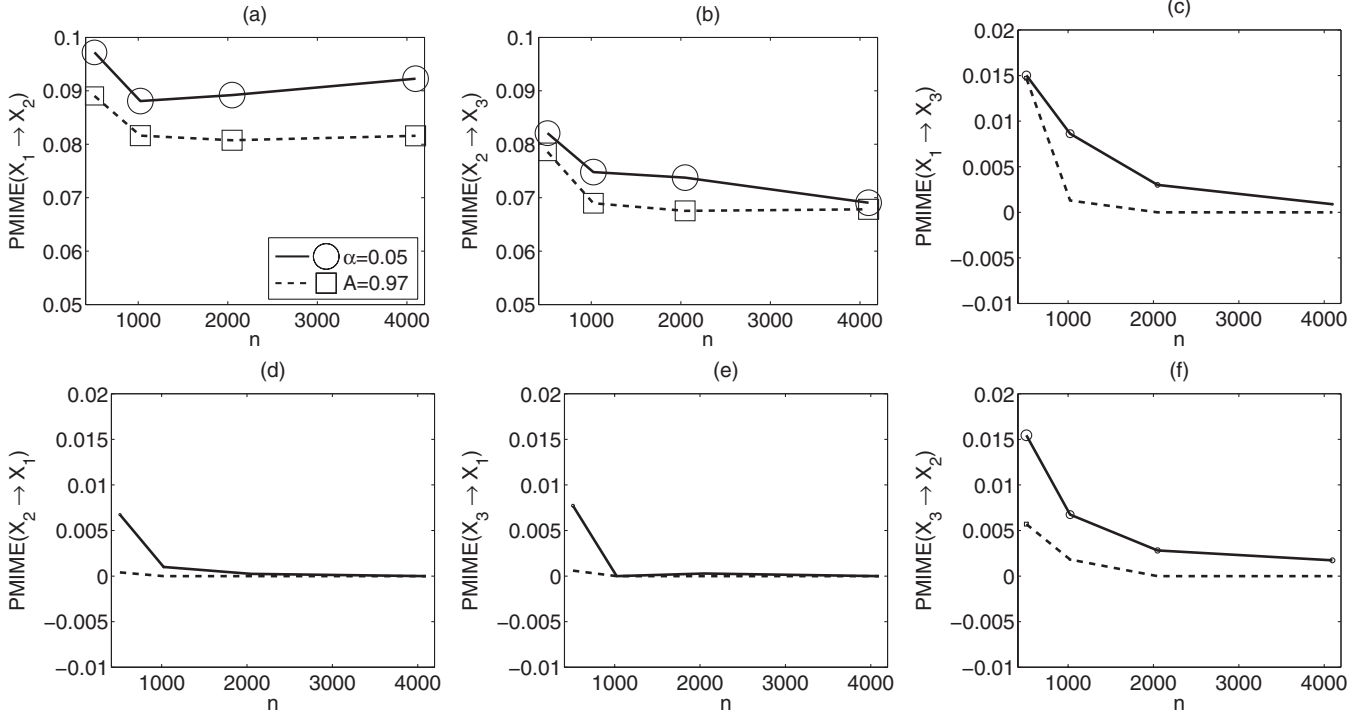 (a)
PMIME(X₁ → X₂)
0.1
0.09
0.08
0.07
0.06
0.05
1000 2000 3000 4000
n
α=0.05
A=0.97
(b)
PMIME(X₂ → X₃)
0.1
0.09
0.08
0.07
0.06
0.05
1000 2000 3000 4000
n
(c)
PMIME(X₁ → X₃)
0.02
0.015
0.01
0.005
0
−0.005
−0.01
1000 2000 3000 4000
n
(d)
PMIME(X₂ → X₁)
0.02
0.015
0.01
0.005
0
−0.005
−0.01
1000 2000 3000 4000
n
(e)
PMIME(X₃ → X₁)
0.02
0.015
0.01
0.005
0
−0.005
−0.01
1000 2000 3000 4000
n
(f)
PMIME(X₃ → X₂)
0.02
0.015
0.01
0.005
0
−0.005
−0.01
1000 2000 3000 4000
n